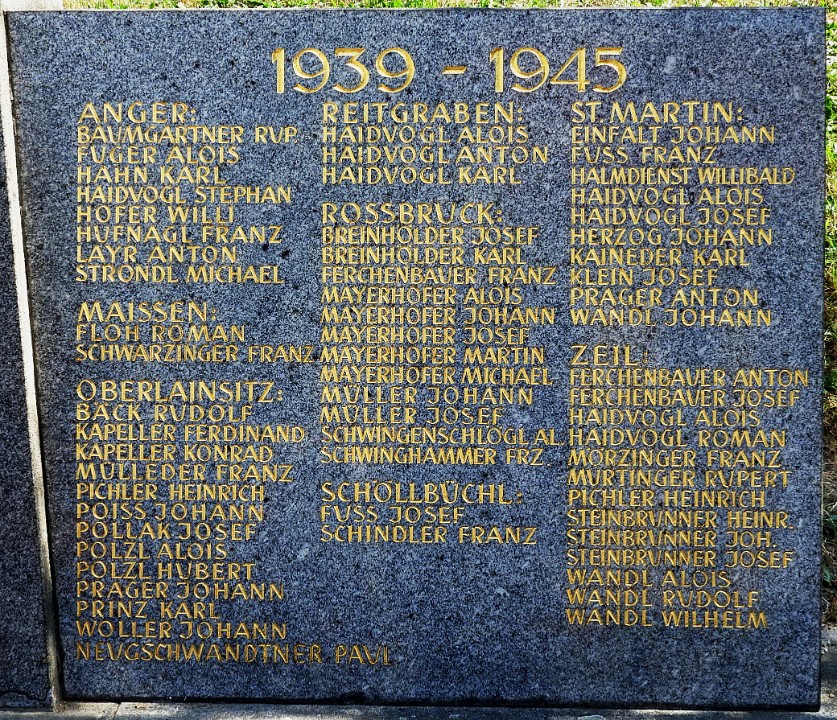 1939 - 1945
ANGER:
BAUMGARTNER RUP.
FUGER ALOIS
HAHN KARL
HAIDVOGL STEPHAN
HOFER WILLI
HUFNAGL FRANZ
LAYR ANTON
STRONDL MICHAEL
MAISSEN:
FLOH ROMAN
SCHWARZINGER FRANZ
OBERLAINSITZ:
BÄCK RUDOLF
KAPELLER FERDINAND
KAPELLER KONRAD
MÜLLEDER FRANZ
PICHLER HEINRICH
POISS JOHANN
POLLAK JOSEF
PÖLZL ALOIS
PÖLZL HUBERT
PRAGER JOHANN
PRINZ KARL
WOLLER JOHANN
NEUGSCHWANDTNER PAUL
REITGRABEN:
HAIDVOGL ALOIS
HAIDVOGL ANTON
HAIDVOGL KARL
ROSSBRUCK:
BREINHÖLDER JOSEF
BREINHÖLDER KARL
FERCHENBAUER FRANZ
MAYERHOFER ALOIS
MAYERHOFER JOHANN
MAYERHOFER JOSEF
MAYERHOFER MARTIN
MAYERHOFER MICHAEL
MÜLLER JOHANN
MÜLLER JOSEF
SCHWINGENSCHLÖGL AL.
SCHWINGHAMMER FRZ.
SCHÖLLBÜCHL:
FUSS JOSEF
SCHINDLER FRANZ
ST. MARTIN:
EINFALT JOHANN
FUSS FRANZ
HALMDIENST WILLIBALD
HAIDVOGL ALOIS
HAIDVOGL JOSEF
HERZOG JOHANN
KAINEDER KARL
KLEIN JOSEF
PRAGER ANTON
WANDL JOHANN
ZEIL:
FERCHENBAUER ANTON
FERCHENBAUER JOSEF
HAIDVOGL ALOIS
HAIDVOGL ROMAN
MÖRZINGER FRANZ
MURTINGER RUPERT
PICHLER HEINRICH
STEINBRUNNER HEINR.
STEINBRUNNER JOH.
STEINBRUNNER JOSEF
WANDL ALOIS
WANDL RUDOLF
WANDL WILHELM